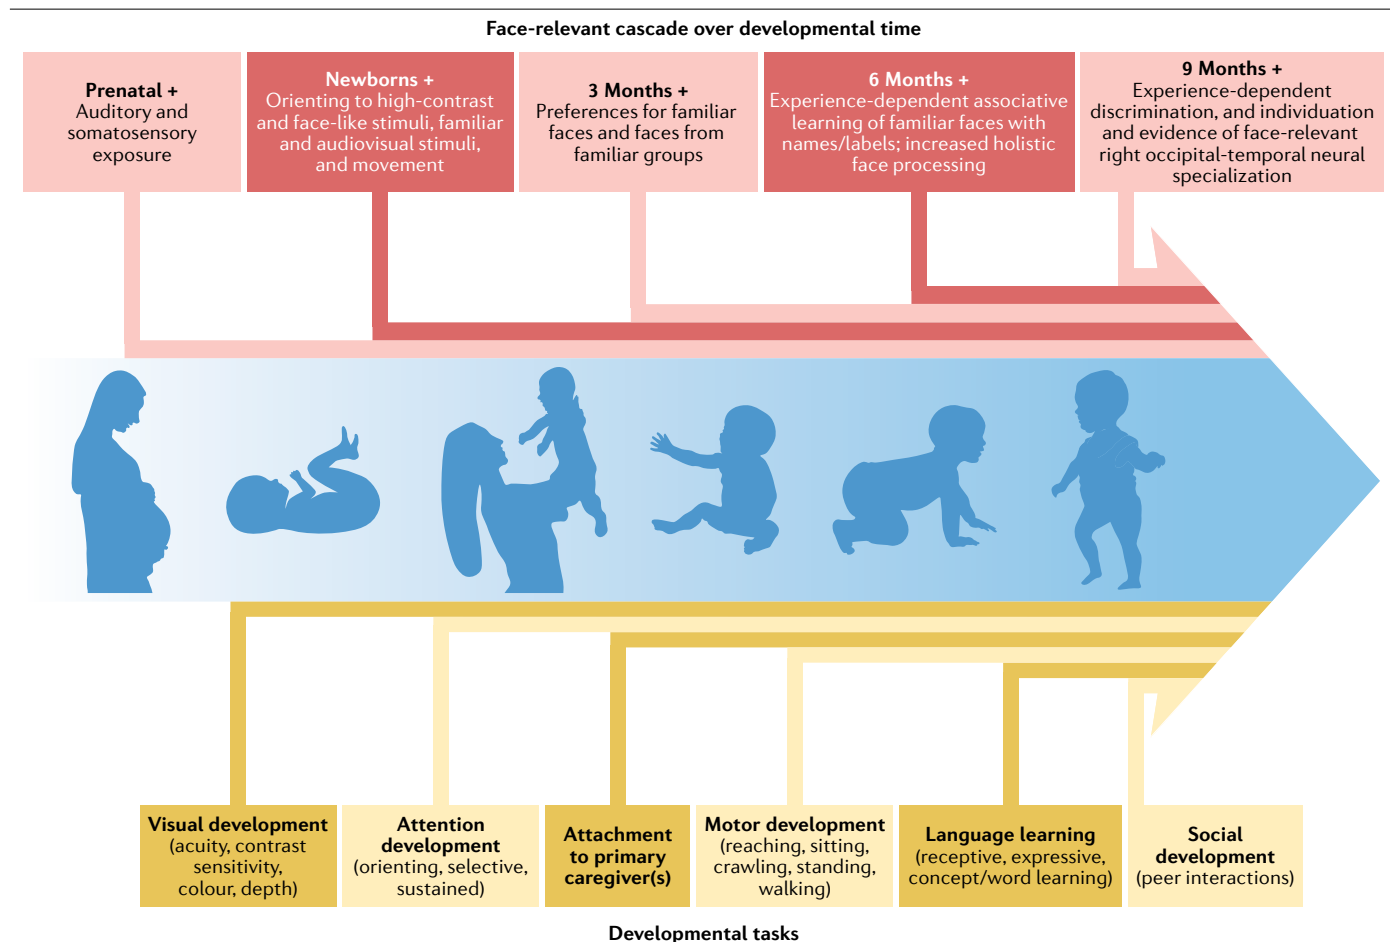 Face-relevant cascade over developmental time
Prenatal +
Auditory and
somatosensory
exposure
Newborns +
Orienting to high-contrast
and face-like stimuli, familiar
and audiovisual stimuli,
and movement
3 Months +
Preferences for familiar
faces and faces from
familiar groups
6 Months +
Experience-dependent associative
learning of familiar faces with
names/labels; increased holistic
face processing
9 Months +
Experience-dependent
discrimination, and individuation
and evidence of face-relevant
right occipital-temporal neural
specialization
Visual development
(acuity, contrast
sensitivity,
colour, depth)
Attention
development
(orienting, selective,
sustained)
Attachment
to primary
caregiver(s)
Motor development
(reaching, sitting,
crawling, standing,
walking)
Language learning
(receptive, expressive,
concept/word learning)
Social
development
(peer interactions)
Developmental tasks